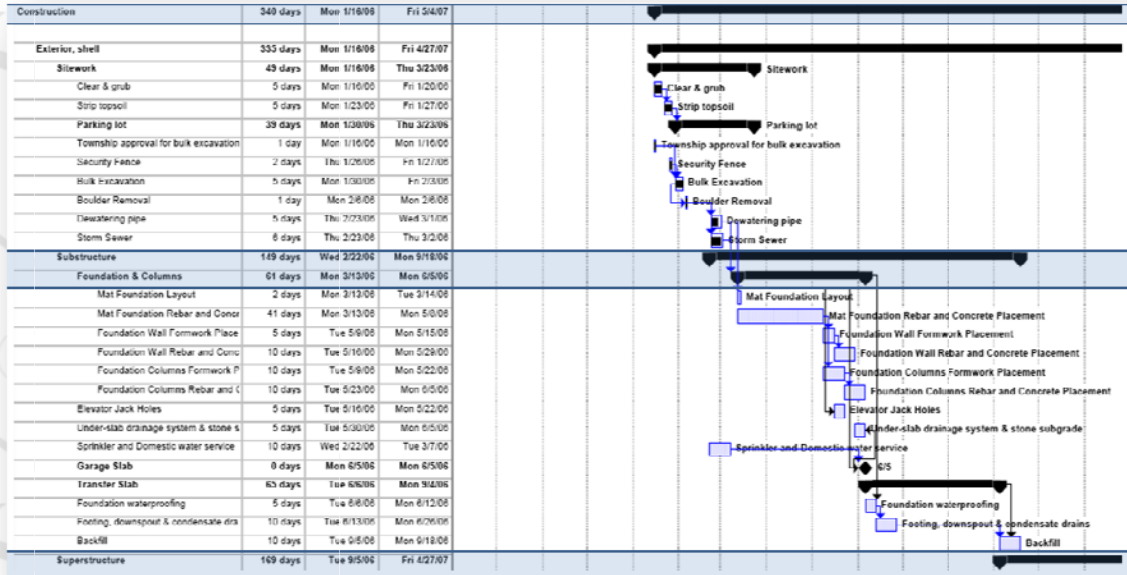 Construction 340 days Mon 1/16/06 Fri 5/4/07
Exterior, shell 335 days Mon 1/16/06 Fri 4/27/07
Sitework 49 days Mon 1/16/06 Thu 3/23/06 Sitework
Clear & grub 5 days Mon 1/16/06 Fri 1/20/06 Clear & grub
Strip topsoil 5 days Mon 1/23/06 Fri 1/27/06 Strip topsoil
Parking lot 39 days Mon 1/30/06 Thu 3/23/06 Parking lot
Township approval for bulk excavation 1 day Mon 1/16/06 Mon 1/16/06 Township approval for bulk excavation
Security Fence 2 days Thu 1/26/06 Fri 1/27/06 Security Fence
Bulk Excavation 5 days Mon 1/30/06 Fri 2/3/06 Bulk Excavation
Boulder Removal 1 day Mon 2/6/06 Mon 2/6/06 Boulder Removal
Dewatering pipe 5 days Thu 2/23/06 Wed 3/1/06 Dewatering pipe
Storm Sewer 6 days Thu 2/23/06 Thu 3/2/06 Storm Sewer
Substructure 149 days Wed 2/22/06 Mon 9/18/06
Foundation & Columns 61 days Mon 3/13/06 Mon 6/5/06
Mat Foundation Layout 2 days Mon 3/13/06 Tue 3/14/06 Mat Foundation Layout
Mat Foundation Rebar and Concr 41 days Mon 3/13/06 Mon 5/8/06 Mat Foundation Rebar and Concrete Placement
Foundation Wall Formwork Place 5 days Tue 5/9/06 Mon 5/15/06 Foundation Wall Formwork Placement
Foundation Wall Rebar and Conc 10 days Tue 5/16/06 Mon 5/29/06 Foundation Wall Rebar and Concrete Placement
Foundation Columns Formwork P 10 days Tue 5/9/06 Mon 5/22/06 Foundation Columns Formwork Placement
Foundation Columns Rebar and C 10 days Tue 5/23/06 Mon 6/5/06 Foundation Columns Rebar and Concrete Placement
Elevator Jack Holes 5 days Tue 5/16/06 Mon 5/22/06 Elevator Jack Holes
Under-slab drainage system & stone s 5 days Tue 5/30/06 Mon 6/5/06 Under-slab drainage system & stone subgrade
Sprinkler and Domestic water service 10 days Wed 2/22/06 Tue 3/7/06 Sprinkler and Domestic water service
Garage Slab 0 days Mon 6/5/06 Mon 6/5/06 6/5
Transfer Slab 65 days Tue 6/6/06 Mon 9/4/06
Foundation waterproofing 5 days Tue 6/6/06 Mon 6/12/06 Foundation waterproofing
Footing, downspout & condensate dra 10 days Tue 6/13/06 Mon 6/26/06 Footing, downspout & condensate drains
Backfill 10 days Tue 9/5/06 Mon 9/18/06 Backfill
Superstructure 169 days Tue 9/5/06 Fri 4/27/07